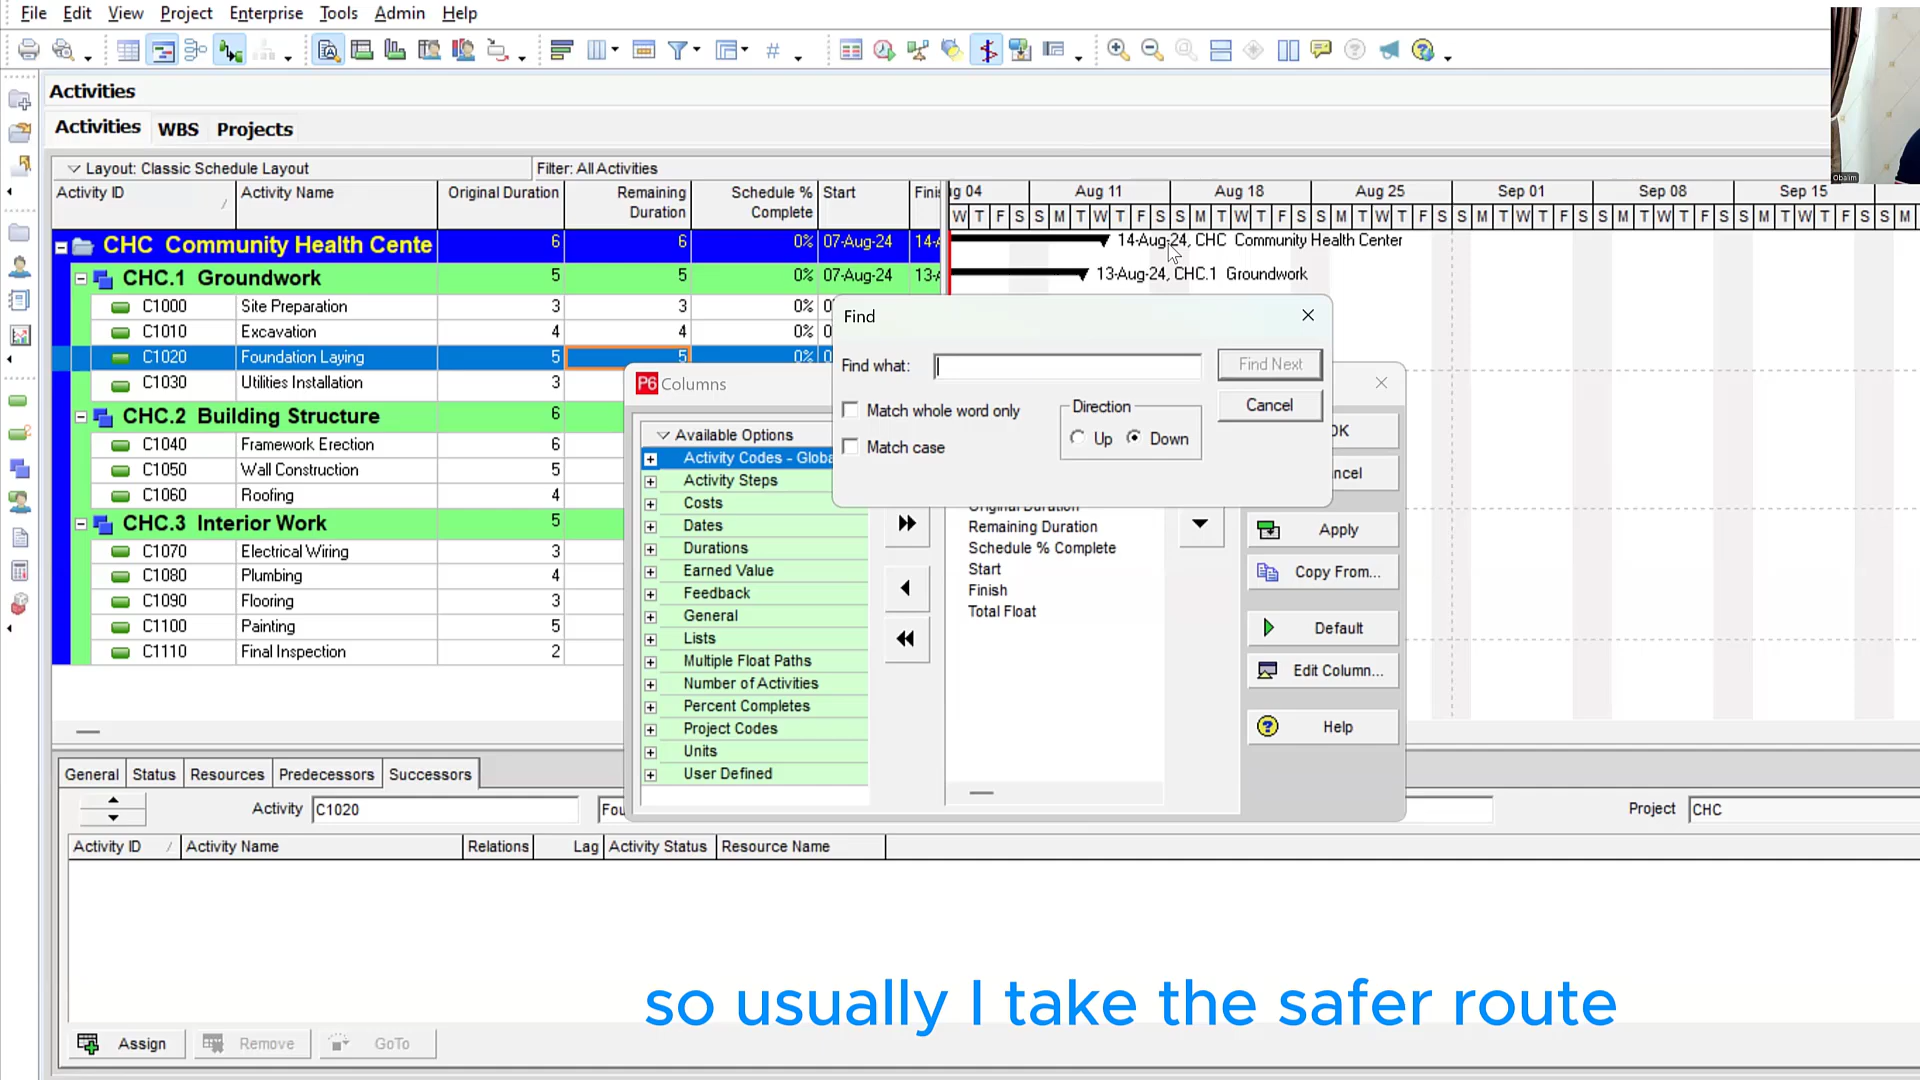 File Edit View Project Enterprise Tools Admin Help
Activities
Activities WBS Projects
Layout: Classic Schedule Layout Filter: All Activities
Activity ID Activity Name Original Duration Remaining Duration Schedule % Complete Start
Aug 11 Aug 18 Aug 25 Sep 01 Sep 08 Sep 15
W T F S S M T W T F S S M T W T F S S M T W T F S S M T W T F S S M T W T F S S M T W T F S S M
CHC Community Health Cente 6 6 0% 07-Aug-24 14-Aug-24, CHC Community Health Center
CHC.1 Groundwork 5 5 0% 07-Aug-24 13-Aug-24, CHC.1 Groundwork
C1000 Site Preparation 3 3 0%
C1010 Excavation 4 4 0%
C1020 Foundation Laying 5 5 0%
C1030 Utilities Installation 3
CHC.2 Building Structure 6
C1040 Framework Erection 6
C1050 Wall Construction 5
C1060 Roofing 4
CHC.3 Interior Work 5
C1070 Electrical Wiring 3
C1080 Plumbing 4
C1090 Flooring 3
C1100 Painting 5
C1110 Final Inspection 2
Find
Find what: Find Next
Match whole word only Direction Cancel
Match case Up Down
P6 Columns
Available Options
Activity Codes - Globa
Activity Steps
Costs
Dates
Durations
Earned Value
Feedback
General
Lists
Multiple Float Paths
Number of Activities
Percent Completes
Project Codes
Units
User Defined
Original Duration
Remaining Duration
Schedule % Complete
Start
Finish
Total Float
Apply
Copy From...
Default
Edit Column...
Help
General Status Resources Predecessors Successors
Activity C1020 Project CHC
Activity ID Activity Name Relations Lag Activity Status Resource Name
so usually I take the safer route
Assign Remove GoTo
Obaim